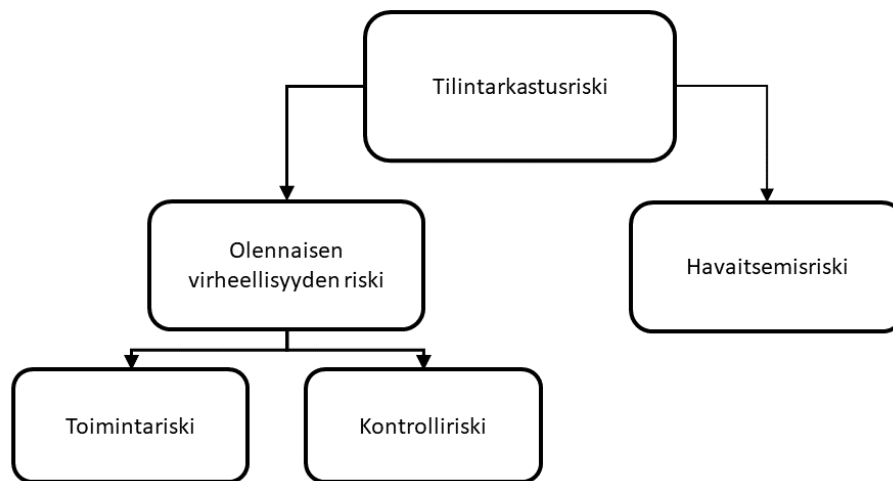 Tilintarkastusriski
Olennaisen
virheellisyyden riski
Havaitsemisriski
Toimintariski
Kontrolliriski